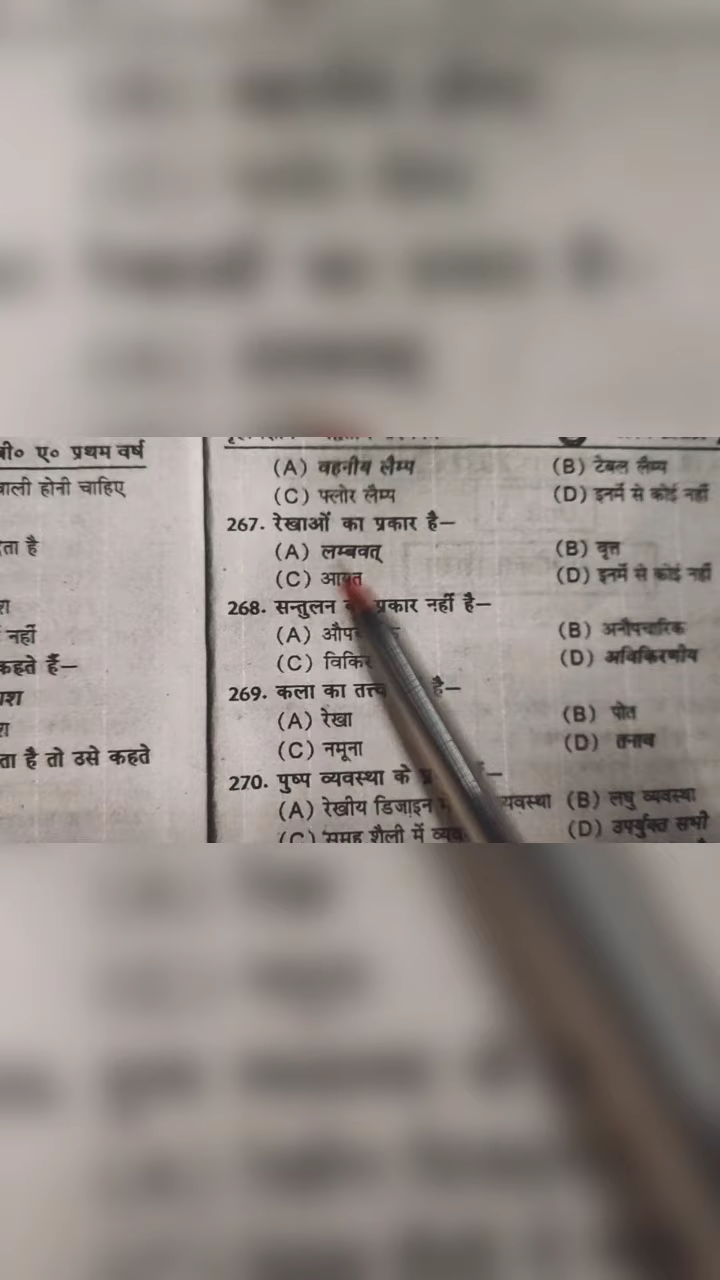 बी० ए० प्रथम वर्ष
वाली होनी चाहिए
ता है
नहीं
कहते हैं—
ता है तो उसे कहते
(A) वहनीय लैम्प (B) टेबल लैम्प
(C) फ्लोर लैम्प (D) इनमें से कोई नहीं
267. रेखाओं का प्रकार है—
(A) लम्बवत् (B) वृत्त
(C) आयत (D) इनमें से कोई नहीं
268. सन्तुलन प्रकार नहीं है—
(A) (B) अनौपचारिक
(C) (D) अविकिरणीय
269. कला का तत्त्व है—
(A) रेखा (B) पोत
(C) नमूना (D) तनाव
270. पुष्प व्यवस्था के
(A) रेखीय डिजाइन (B) लघु व्यवस्था
(C) समूह शैली में (D) उपर्युक्त सभी